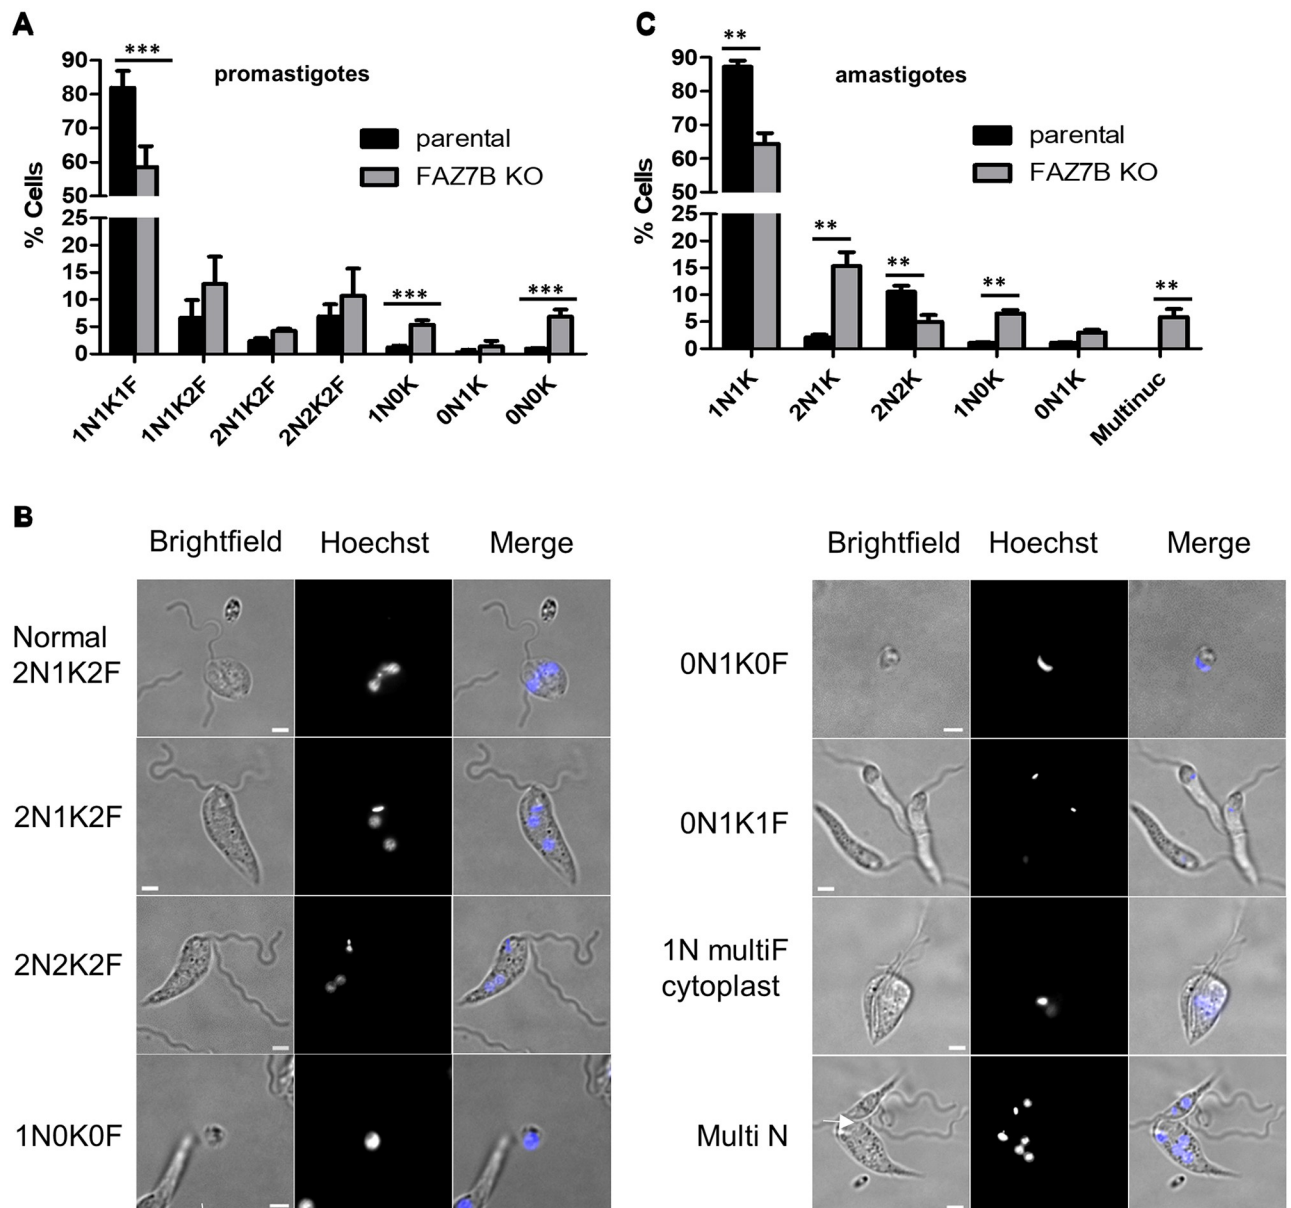 A
***
90
80
70
60
50
25
20
15
10
5
0
% Cells
promastigotes
parental
FAZ7B KO
***
***
1N1K1F
1N1K2F
2N1K2F
2N2K2F
1N0K
0N1K
0N0K
C
**
90
80
70
60
50
25
20
15
10
5
0
% Cells
amastigotes
parental
FAZ7B KO
**
**
**
**
1N1K
2N1K
2N2K
1N0K
0N1K
Multinuc
B
Brightfield Hoechst Merge
Normal
2N1K2F
2N1K2F
2N2K2F
1N0K0F
Brightfield Hoechst Merge
0N1K0F
0N1K1F
1N multiF
cytoplast
Multi N